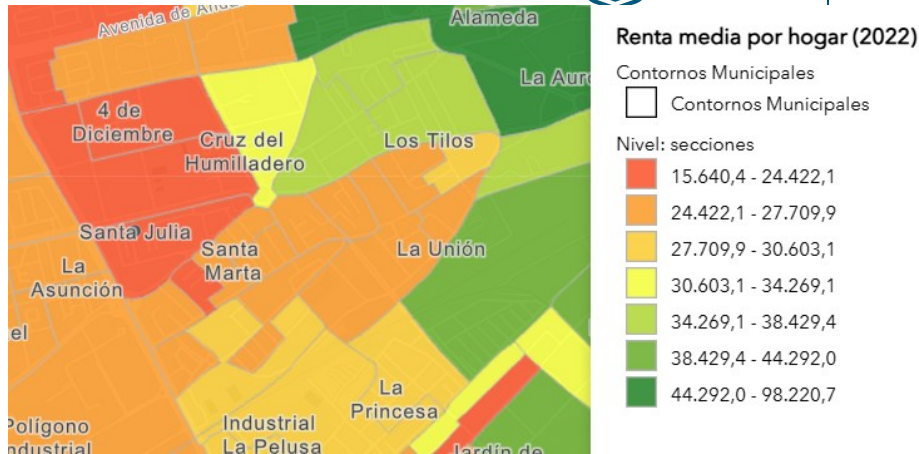 Avenida de And
Alameda
La Auro
4 de
Diciembre
Cruz del
Humilladero
Los Tilos
Santa Julia
Santa
Marta
La Unión
La
Asunción
el
La
Princesa
Industrial
La Pelusa
Polígono
ndustrial
Jardín de
Renta media por hogar (2022)
Contornos Municipales
Contornos Municipales
Nivel: secciones
15.640,4 - 24.422,1
24.422,1 - 27.709,9
27.709,9 - 30.603,1
30.603,1 - 34.269,1
34.269,1 - 38.429,4
38.429,4 - 44.292,0
44.292,0 - 98.220,7